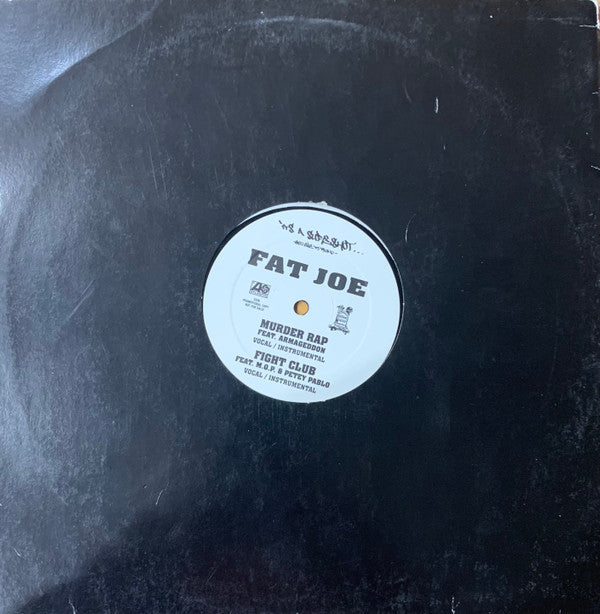 FAT JOE
MURDER RAP
FEAT. ARMAGEDDON
VOCAL / INSTRUMENTAL
FIGHT CLUB
FEAT. M.O.P. & PETEY PABLO
VOCAL / INSTRUMENTAL